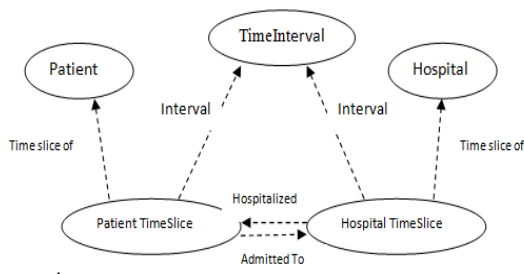 TimeInterval
Patient
Hospital
Interval
Interval
Time slice of
Time slice of
Hospitalized
Patient TimeSlice
Hospital TimeSlice
Admitted To